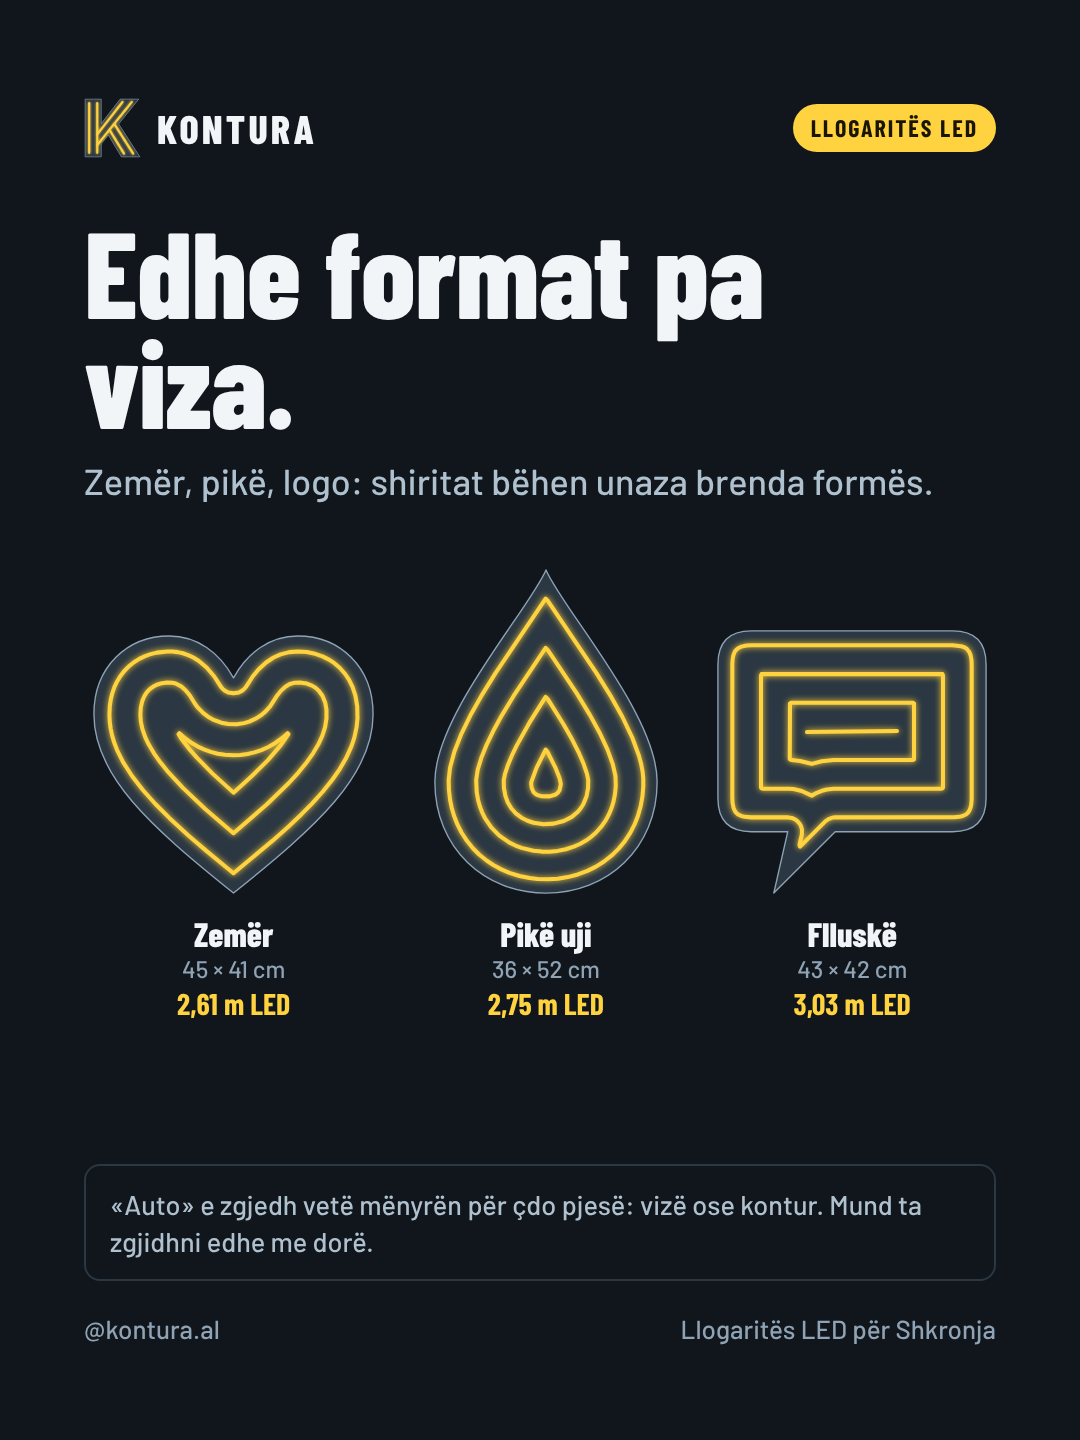 KONTURA
LLOGARITËS LED
Edhe format pa
viza.
Zemër, pikë, logo: shiritat bëhen unaza brenda formës.
Zemër
45 × 41 cm
2,61 m LED
Pikë uji
36 × 52 cm
2,75 m LED
Flluskë
43 × 42 cm
3,03 m LED
«Auto» e zgjedh vetë mënyrën për çdo pjesë: vizë ose kontur. Mund ta
zgjidhni edhe me dorë.
@kontura.al
Llogaritës LED për Shkronja